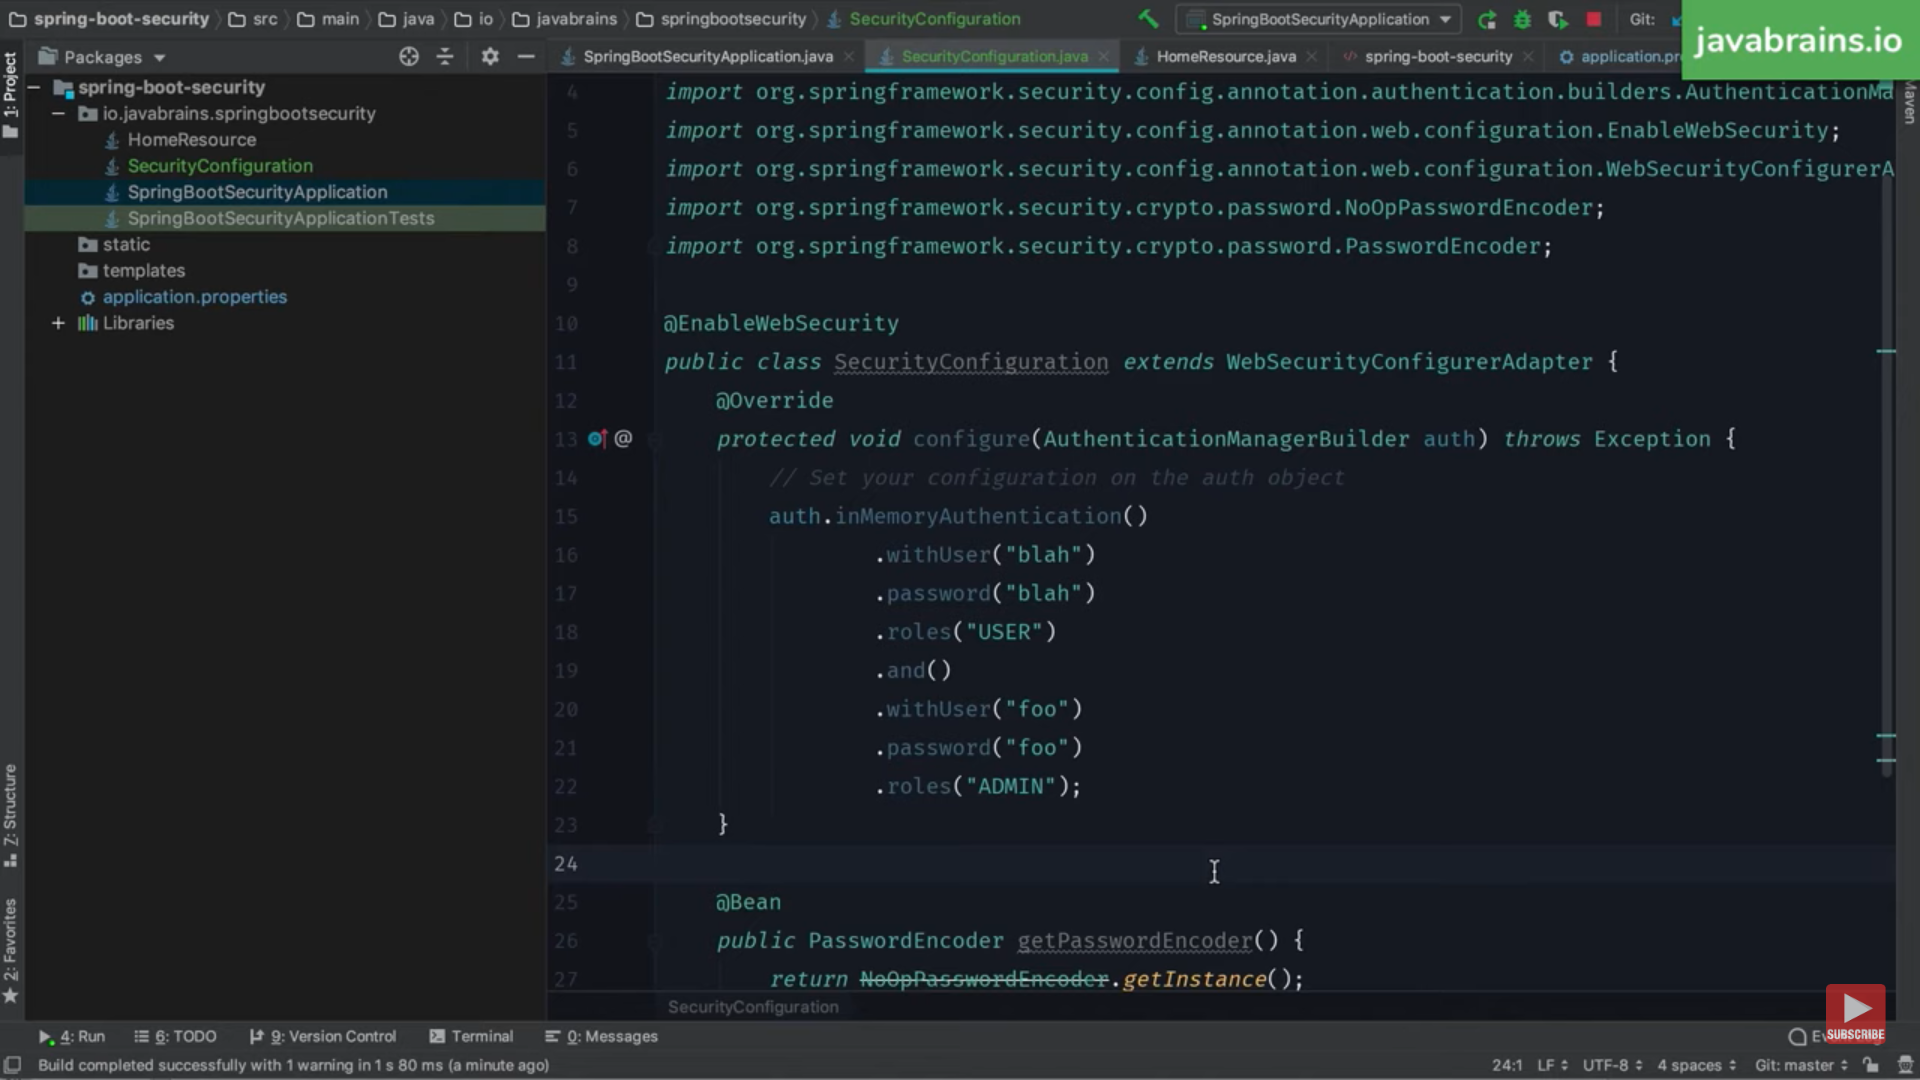 spring-boot-security src main java io javabrains springbootsecurity SecurityConfiguration SpringBootSecurityApplication Git:
javabrains.io
1: Project
Packages
SpringBootSecurityApplication.java SecurityConfiguration.java HomeResource.java spring-boot-security application.pr
Maven
spring-boot-security
io.javabrains.springbootsecurity
HomeResource
SecurityConfiguration
SpringBootSecurityApplication
SpringBootSecurityApplicationTests
static
templates
application.properties
Libraries
4 import org.springframework.security.config.annotation.authentication.builders.AuthenticationMa
5 import org.springframework.security.config.annotation.web.configuration.EnableWebSecurity;
6 import org.springframework.security.config.annotation.web.configuration.WebSecurityConfigurerA
7 import org.springframework.security.crypto.password.NoOpPasswordEncoder;
8 import org.springframework.security.crypto.password.PasswordEncoder;
9
10 @EnableWebSecurity
11 public class SecurityConfiguration extends WebSecurityConfigurerAdapter {
12 @Override
13 @ protected void configure(AuthenticationManagerBuilder auth) throws Exception {
14 // Set your configuration on the auth object
15 auth.inMemoryAuthentication()
16 .withUser("blah")
17 .password("blah")
18 .roles("USER")
19 .and()
20 .withUser("foo")
21 .password("foo")
22 .roles("ADMIN");
23 }
24
25 @Bean
26 public PasswordEncoder getPasswordEncoder() {
27 return NoOpPasswordEncoder.getInstance();
SecurityConfiguration
Z: Structure
2: Favorites
4: Run 6: TODO 9: Version Control Terminal 0: Messages
SUBSCRIBE
Build completed successfully with 1 warning in 1 s 80 ms (a minute ago) 24:1 LF UTF-8 4 spaces Git: master